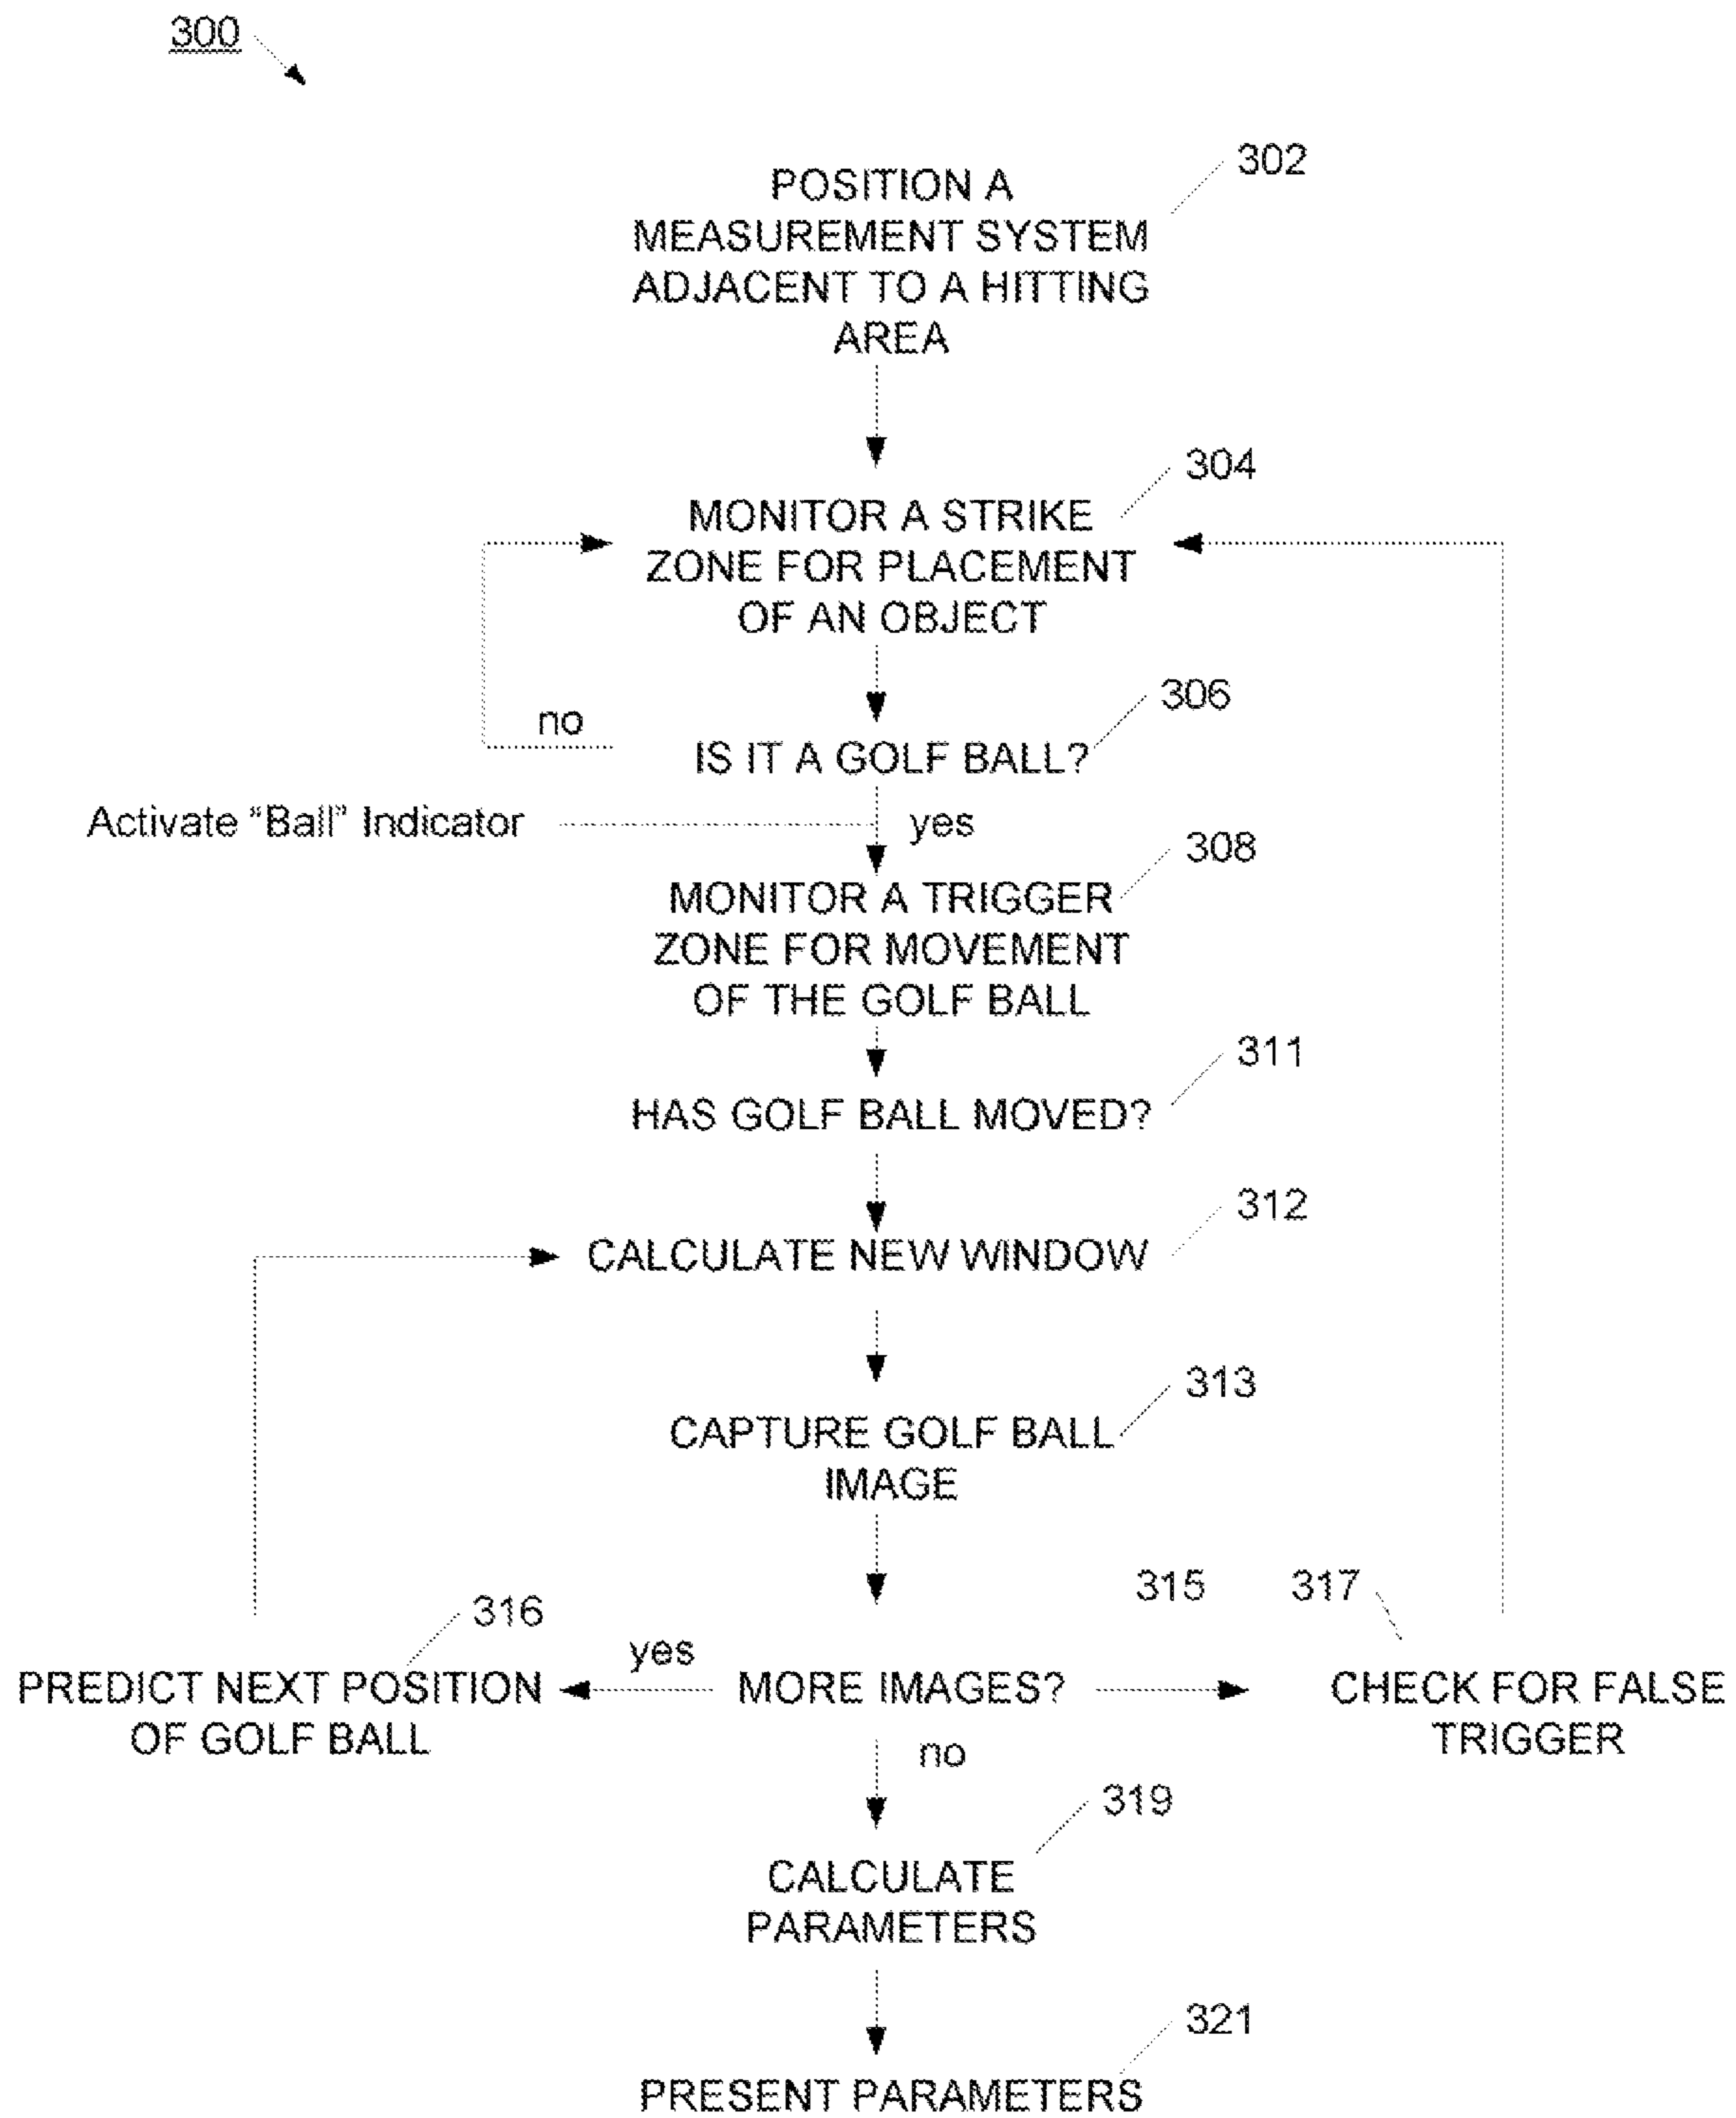 300
302
POSITION A
MEASUREMENT SYSTEM
ADJACENT TO A HITTING
AREA
304
MONITOR A STRIKE
ZONE FOR PLACEMENT
OF AN OBJECT
306
no
IS IT A GOLF BALL?
Activate “Ball” Indicator
yes
308
MONITOR A TRIGGER
ZONE FOR MOVEMENT
OF THE GOLF BALL
311
HAS GOLF BALL MOVED?
312
CALCULATE NEW WINDOW
313
CAPTURE GOLF BALL
IMAGE
315
317
316
yes
PREDICT NEXT POSITION
OF GOLF BALL
MORE IMAGES?
CHECK FOR FALSE
TRIGGER
no
319
CALCULATE
PARAMETERS
321
PRESENT PARAMETERS